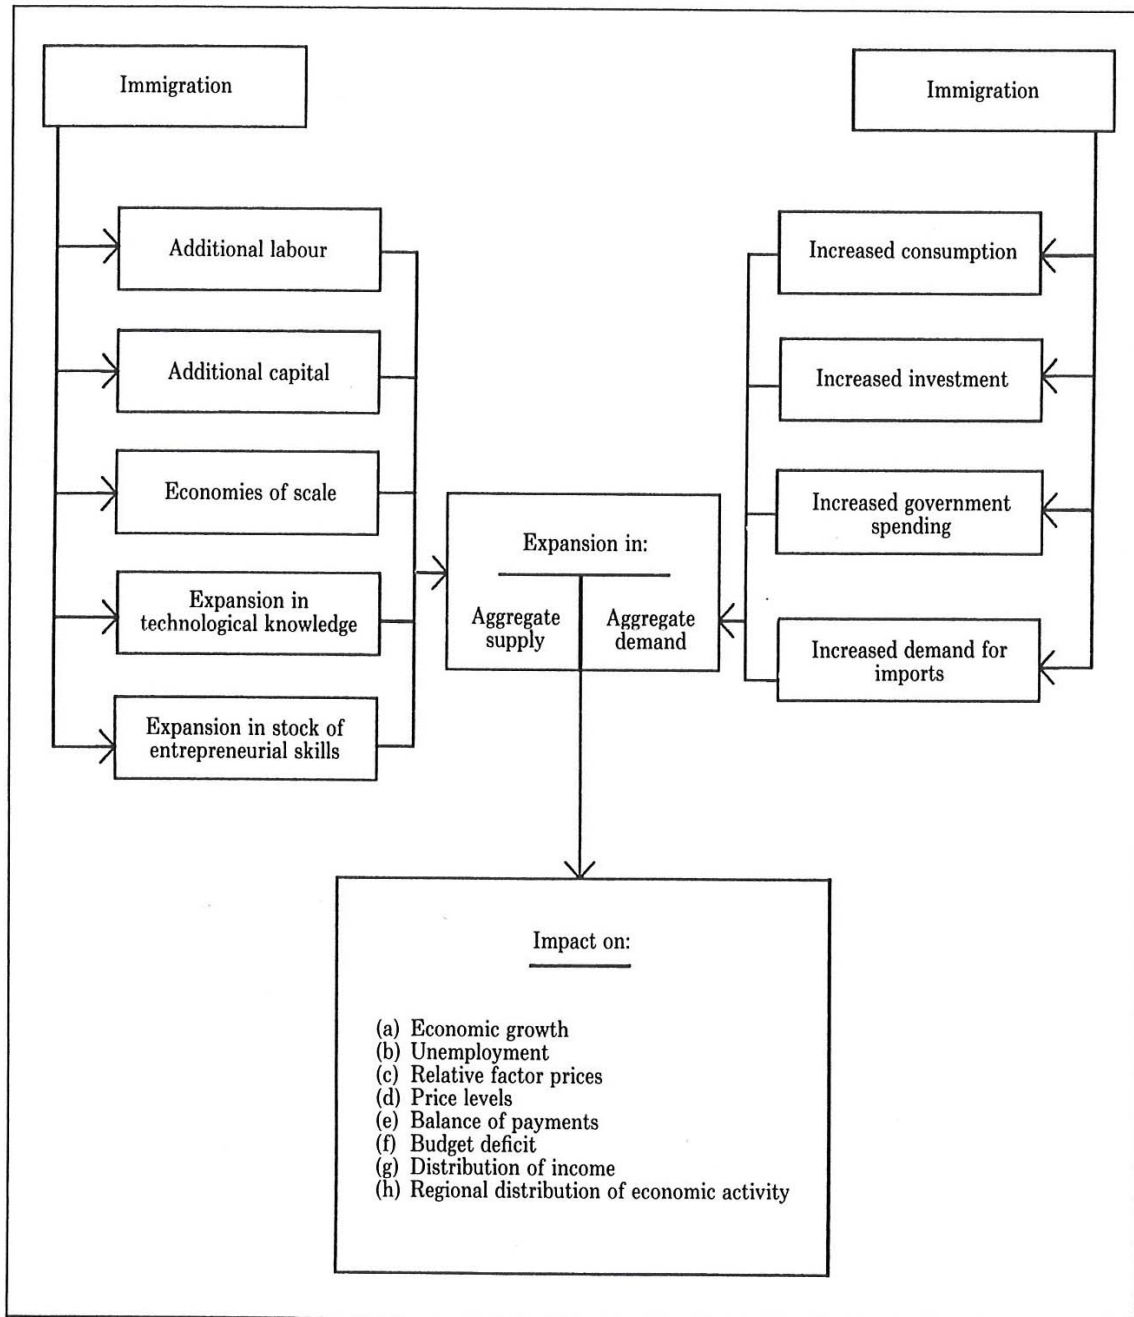 Immigration
Immigration
Additional labour
Additional capital
Economies of scale
Expansion in
technological knowledge
Expansion in stock of
entrepreneurial skills
Increased consumption
Increased investment
Increased government
spending
Increased demand for
imports
Expansion in:
Aggregate
supply
Aggregate
demand
Impact on:
(a) Economic growth
(b) Unemployment
(c) Relative factor prices
(d) Price levels
(e) Balance of payments
(f) Budget deficit
(g) Distribution of income
(h) Regional distribution of economic activity